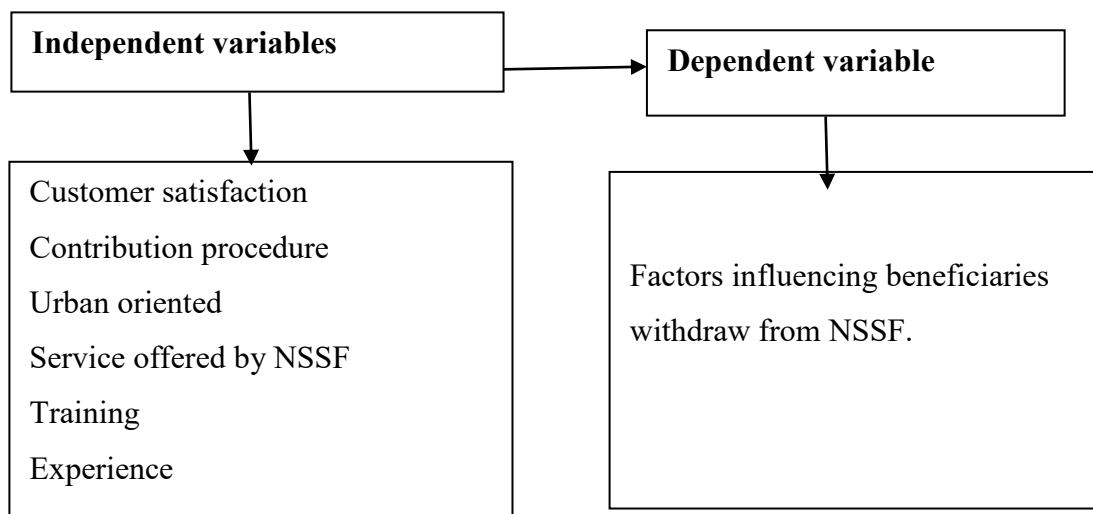 Independent variables
Dependent variable
Customer satisfaction
Contribution procedure
Urban oriented
Service offered by NSSF
Training
Experience
Factors influencing beneficiaries
withdraw from NSSF.